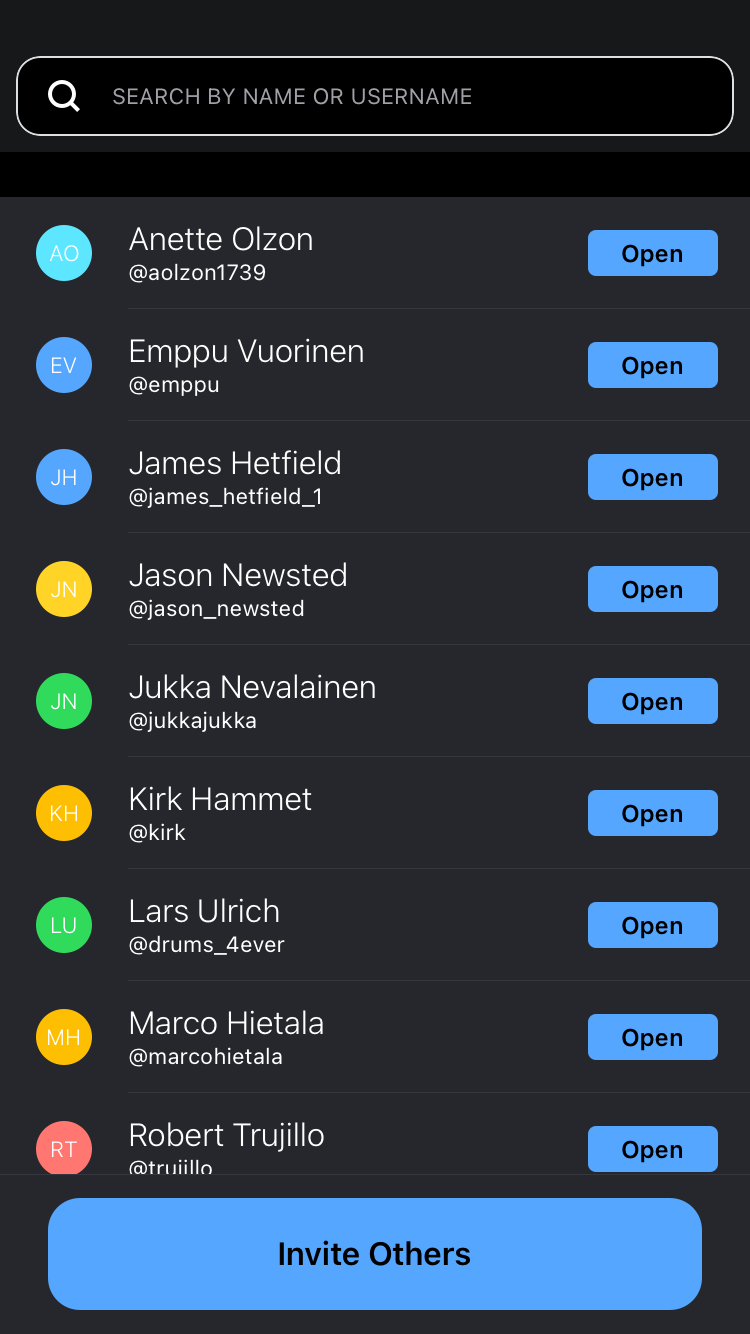 SEARCH BY NAME OR USERNAME
AO
Anette Olzon
@aolzon1739
Open
EV
Emppu Vuorinen
@emppu
Open
JH
James Hetfield
@james_hetfield_1
Open
JN
Jason Newsted
@jason_newsted
Open
JN
Jukka Nevalainen
@jukkajukka
Open
KH
Kirk Hammet
@kirk
Open
LU
Lars Ulrich
@drums_4ever
Open
MH
Marco Hietala
@marcohietala
Open
RT
Robert Trujillo
@trujillo
Open
Invite Others